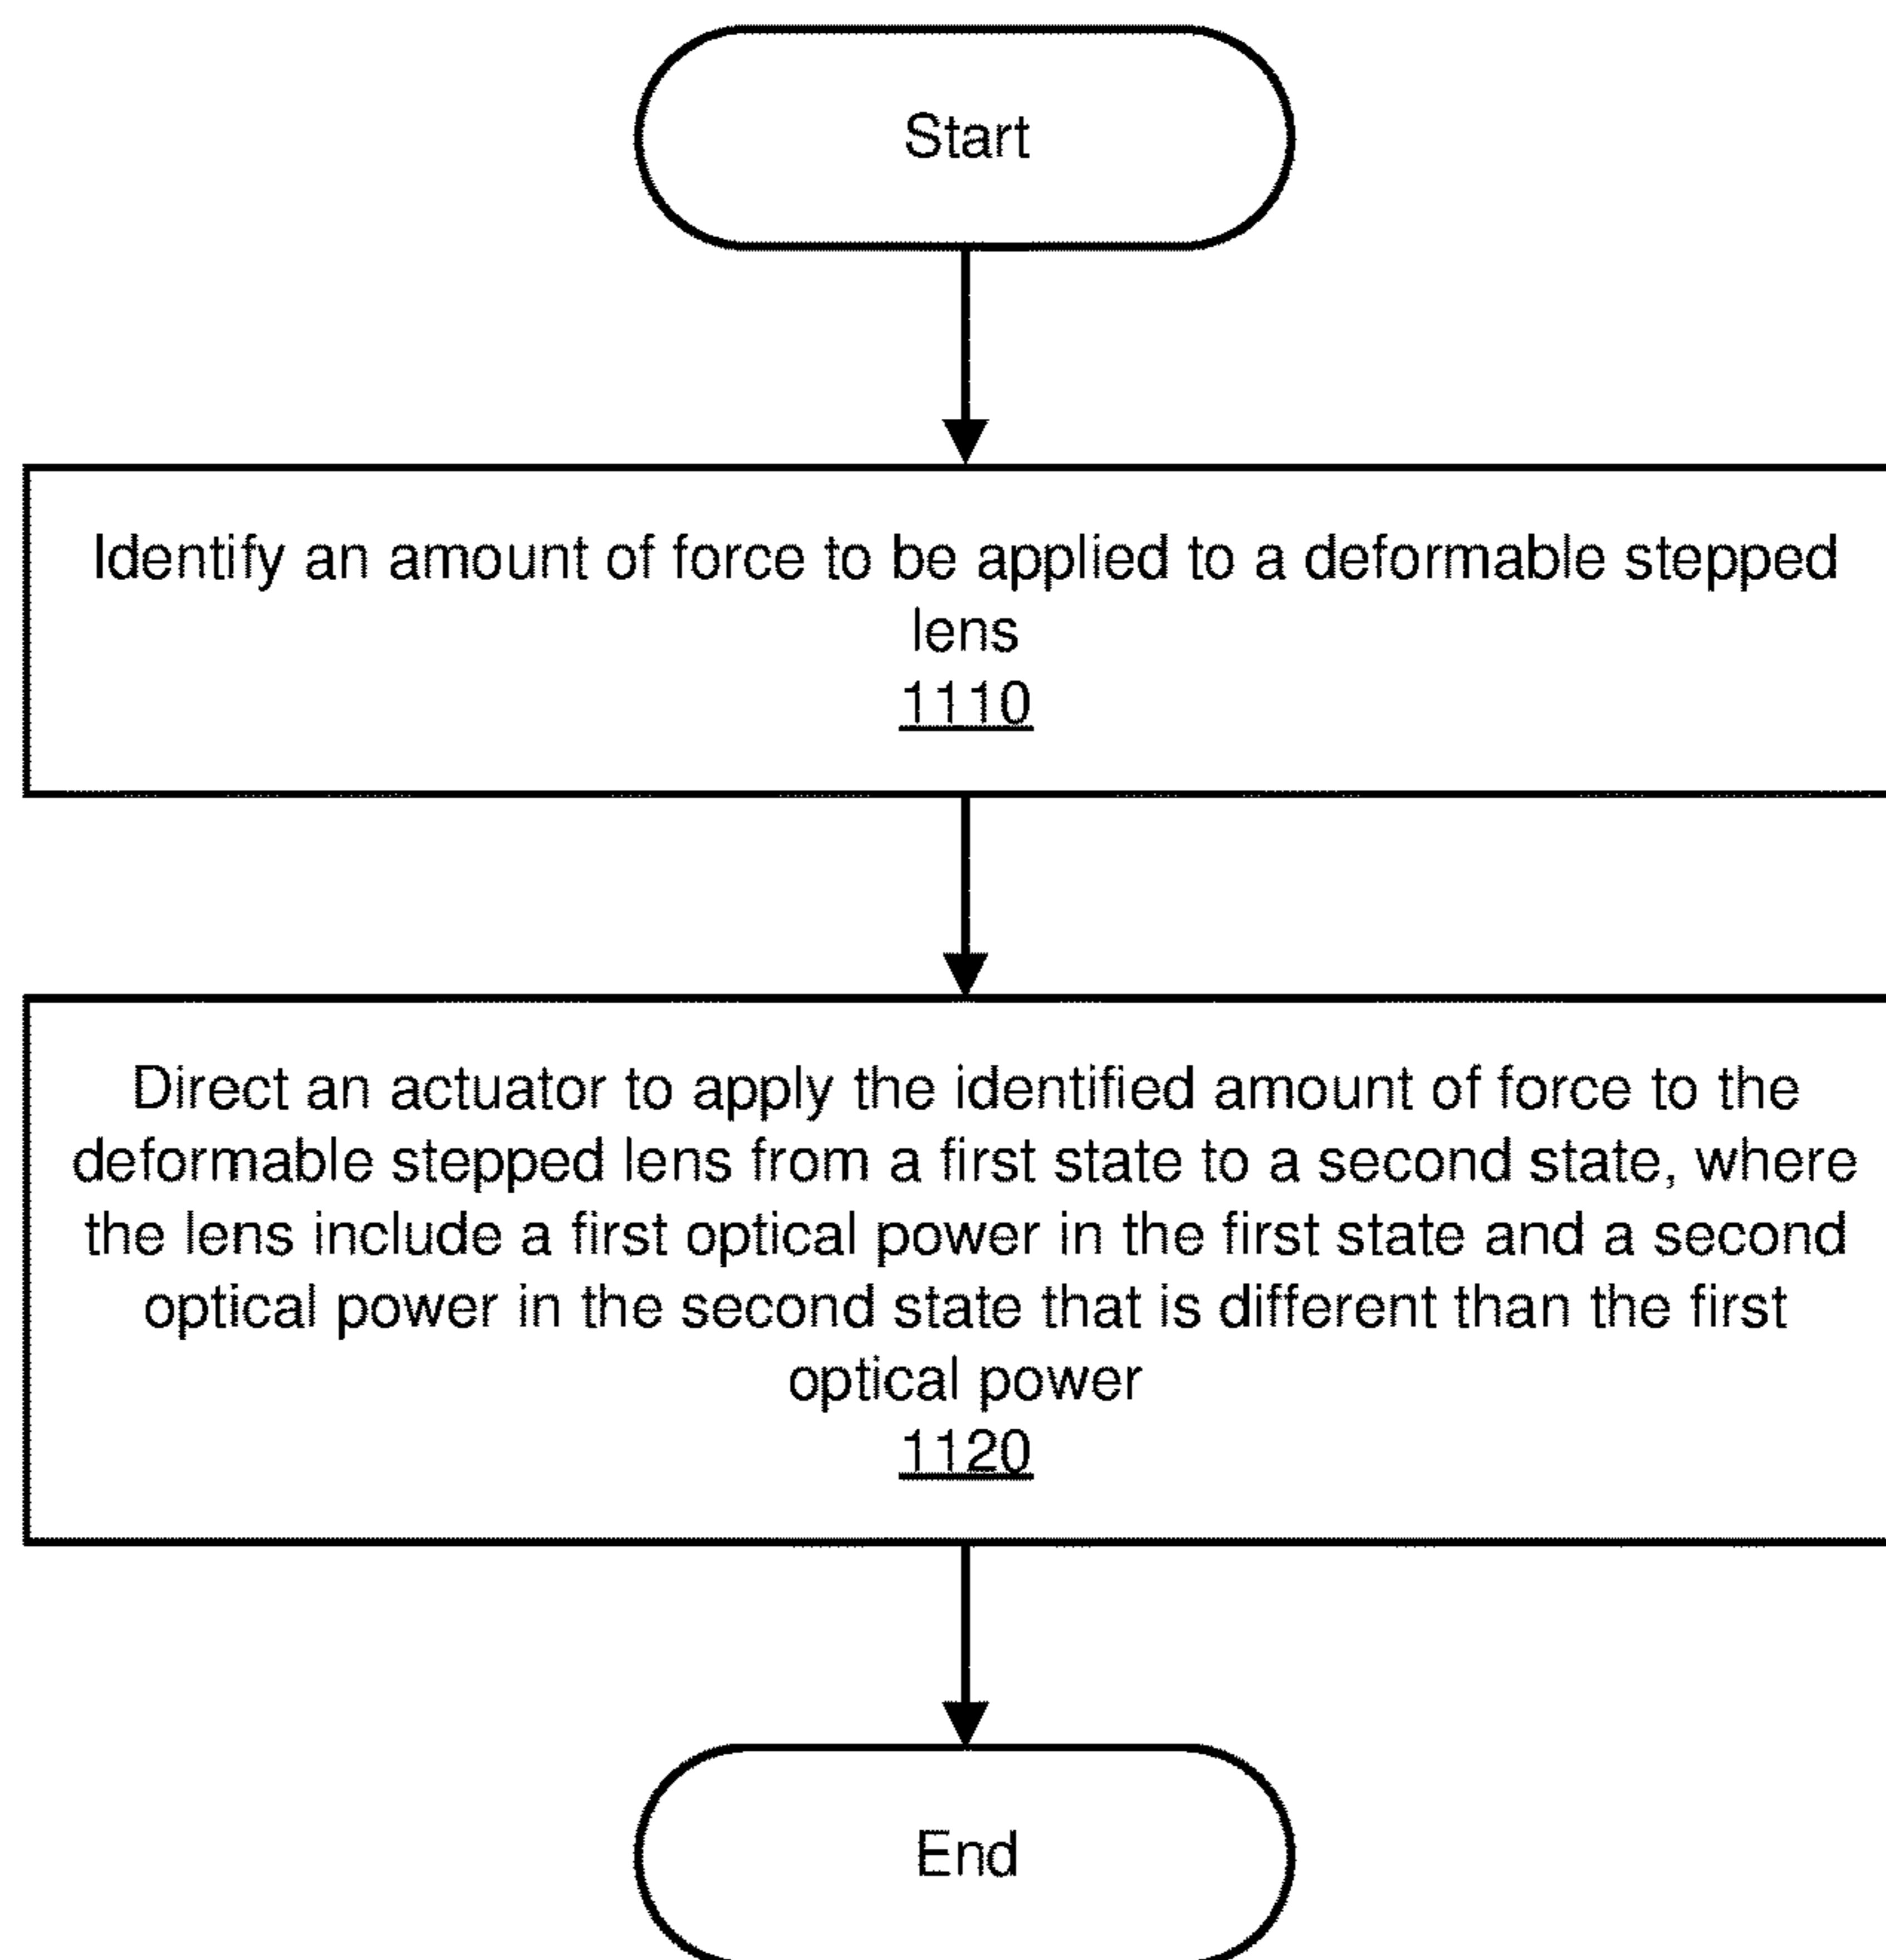 Start
Identify an amount of force to be applied to a deformable stepped
lens
1110
Direct an actuator to apply the identified amount of force to the
deformable stepped lens from a first state to a second state, where
the lens include a first optical power in the first state and a second
optical power in the second state that is different than the first
optical power
1120
End